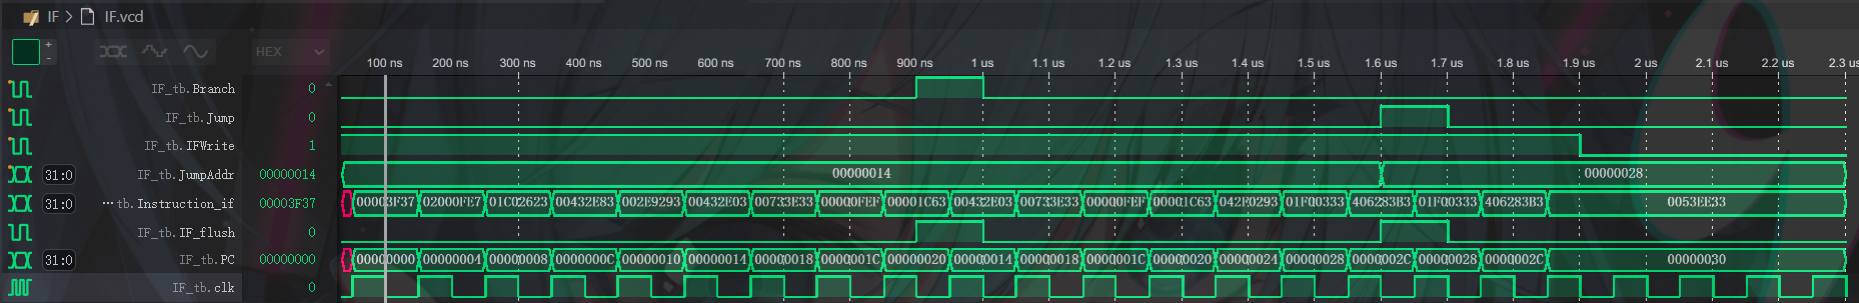 IF > IF.vcd
+
-
HEX
100 ns 200 ns 300 ns 400 ns 500 ns 600 ns 700 ns 800 ns 900 ns 1 us 1.1 us 1.2 us 1.3 us 1.4 us 1.5 us 1.6 us 1.7 us 1.8 us 1.9 us 2 us 2.1 us 2.2 us 2.3 us
IF_tb.Branch 0
IF_tb.Jump 0
IF_tb.IFWrite 1
31:0 IF_tb.JumpAddr 00000014 00000014 00000028
31:0 ⋯tb.Instruction_if 00003F37 00003F37 02000FE7 01C02623 00432E83 002E9293 00432E03 00733E33 00000FEF 00001C63 00432E03 00733E33 00000FEF 00001C63 042F0293 01F00333 406283B3 01F00333 406283B3 0053EE33
IF_tb.IF_flush 0
31:0 IF_tb.PC 00000000 00000000 00000004 00000008 0000000C 00000010 00000014 00000018 0000001C 00000020 00000014 00000018 0000001C 00000020 00000024 00000028 0000002C 00000028 0000002C 00000030
IF_tb.clk 0